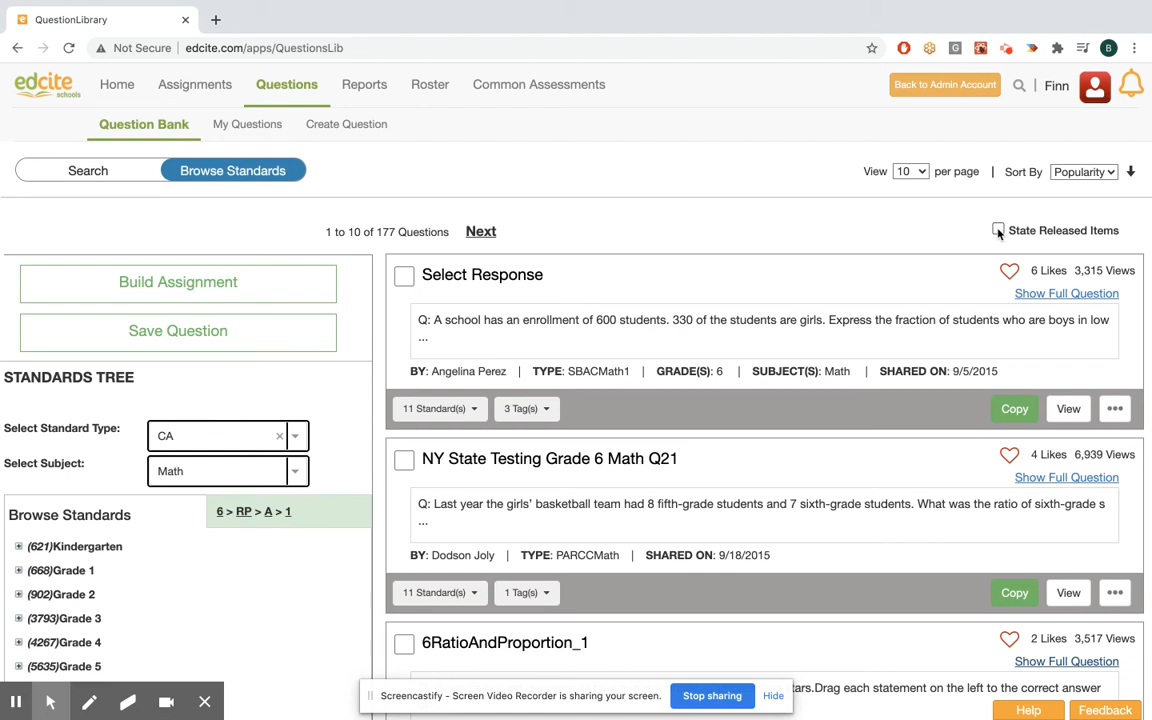 QuestionLibrary
Not Secure | edcite.com/apps/QuestionsLib
B
edcite schools
Home Assignments Questions Reports Roster Common Assessments
Back to Admin Account
Finn
Question Bank My Questions Create Question
Search Browse Standards
View 10 per page | Sort By Popularity
1 to 10 of 177 Questions Next
State Released Items
Build Assignment
Save Question
STANDARDS TREE
Select Standard Type: CA
Select Subject: Math
Browse Standards
6 > RP > A > 1
(621)Kindergarten
(668)Grade 1
(902)Grade 2
(3793)Grade 3
(4267)Grade 4
(5635)Grade 5
Select Response
6 Likes 3,315 Views
Show Full Question
Q: A school has an enrollment of 600 students. 330 of the students are girls. Express the fraction of students who are boys in low
...
BY: Angelina Perez | TYPE: SBACMath1 | GRADE(S): 6 | SUBJECT(S): Math | SHARED ON: 9/5/2015
11 Standard(s) 3 Tag(s) Copy View
NY State Testing Grade 6 Math Q21
4 Likes 6,939 Views
Show Full Question
Q: Last year the girls' basketball team had 8 fifth-grade students and 7 sixth-grade students. What was the ratio of sixth-grade s
...
BY: Dodson Joly | TYPE: PARCCMath | SHARED ON: 9/18/2015
11 Standard(s) 1 Tag(s) Copy View
6RatioAndProportion_1
2 Likes 3,517 Views
Show Full Question
tars.Drag each statement on the left to the correct answer
Screencastify - Screen Video Recorder is sharing your screen. Stop sharing Hide
Help Feedback